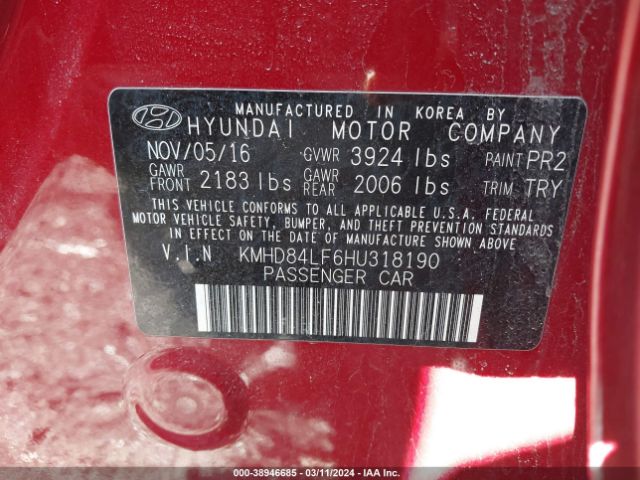 MANUFACTURED IN KOREA BY
HYUNDAI MOTOR COMPANY
NOV/05/16 GVWR 3924 lbs PAINT PR2
GAWR FRONT 2183 lbs GAWR REAR 2006 lbs TRIM TRY
THIS VEHICLE CONFORMS TO ALL APPLICABLE U.S.A. FEDERAL
MOTOR VEHICLE SAFETY, BUMPER, AND THEFT PREVENTION STANDARDS
IN EFFECT ON THE DATE OF MANUFACTURE SHOWN ABOVE.
V.I.N KMHD84LF6HU318190
PASSENGER CAR
000-38946685 - 03/11/2024 - IAA Inc.